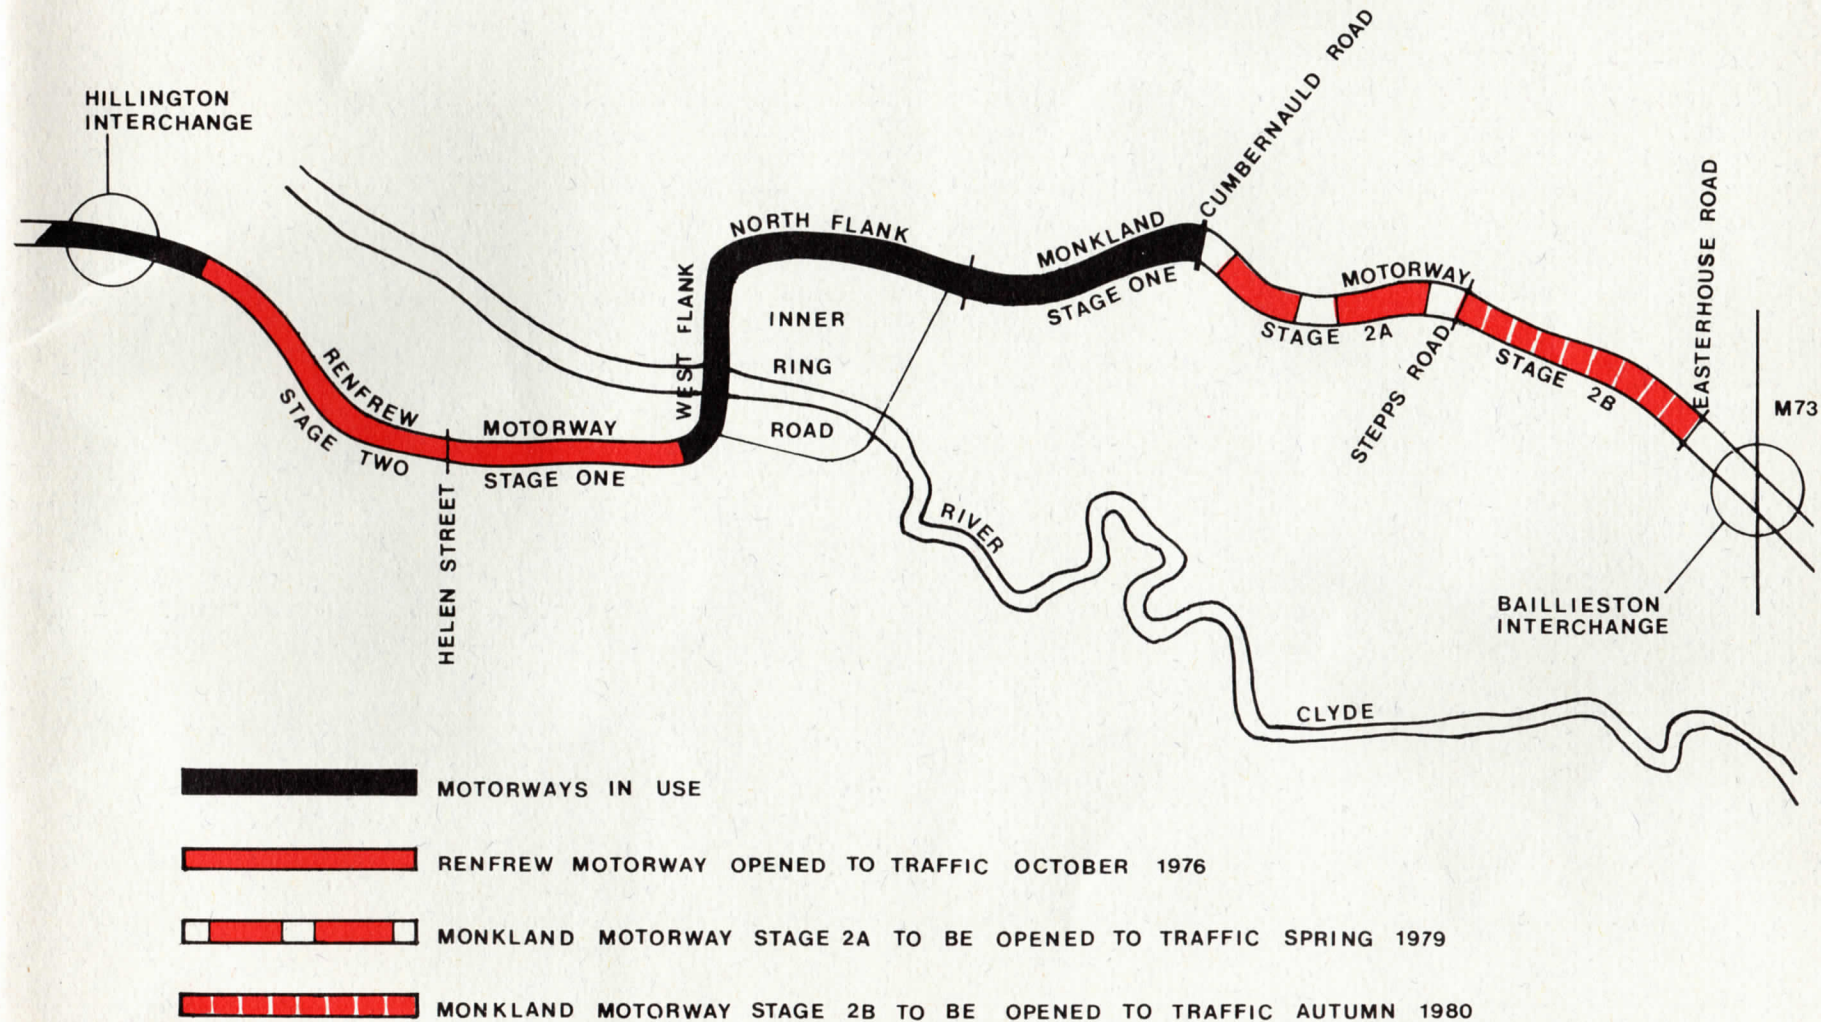 HILLINGTON
INTERCHANGE
CUMBERNAULD ROAD
EASTERHOUSE ROAD
NORTH FLANK
MONKLAND
STAGE ONE
MOTORWAY
STAGE 2A
STEPPS ROAD
STAGE 2B
M73
WEST FLANK
INNER
RING
ROAD
RENFREW
STAGE TWO
MOTORWAY
STAGE ONE
HELEN STREET
RIVER
CLYDE
BAILLIESTON
INTERCHANGE
MOTORWAYS IN USE
RENFREW MOTORWAY OPENED TO TRAFFIC OCTOBER 1976
MONKLAND MOTORWAY STAGE 2A TO BE OPENED TO TRAFFIC SPRING 1979
MONKLAND MOTORWAY STAGE 2B TO BE OPENED TO TRAFFIC AUTUMN 1980